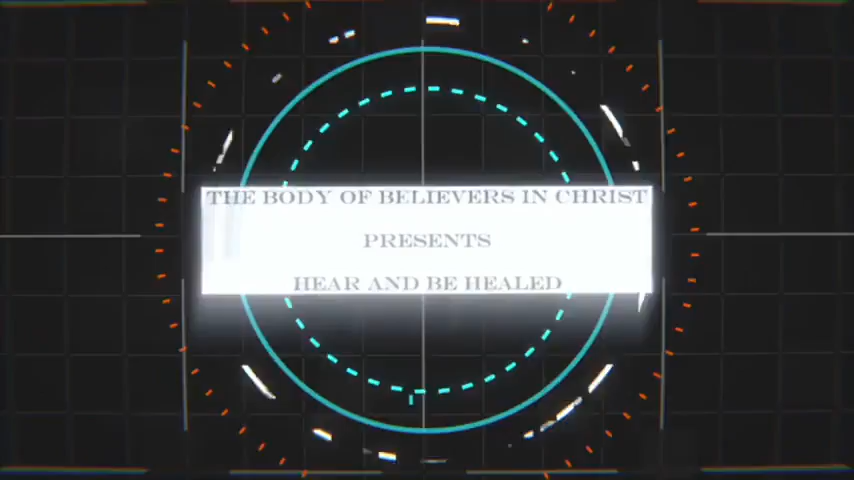 THE BODY OF BELIEVERS IN CHRIST
PRESENTS
HEAR AND BE HEALED